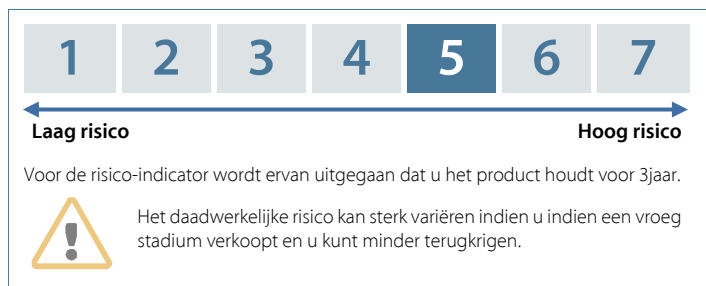 1 2 3 4 5 6 7
Laag risico Hoog risico
Voor de risico-indicator wordt ervan uitgegaan dat u het product houdt voor 3jaar.
Het daadwerkelijke risico kan sterk variëren indien u indien een vroeg
stadium verkoopt en u kunt minder terugkrigen.